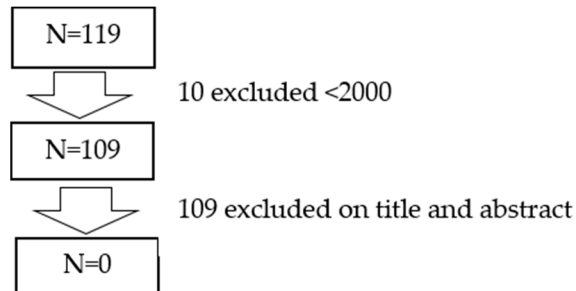 N=119
10 excluded <2000
N=109
109 excluded on title and abstract
N=0